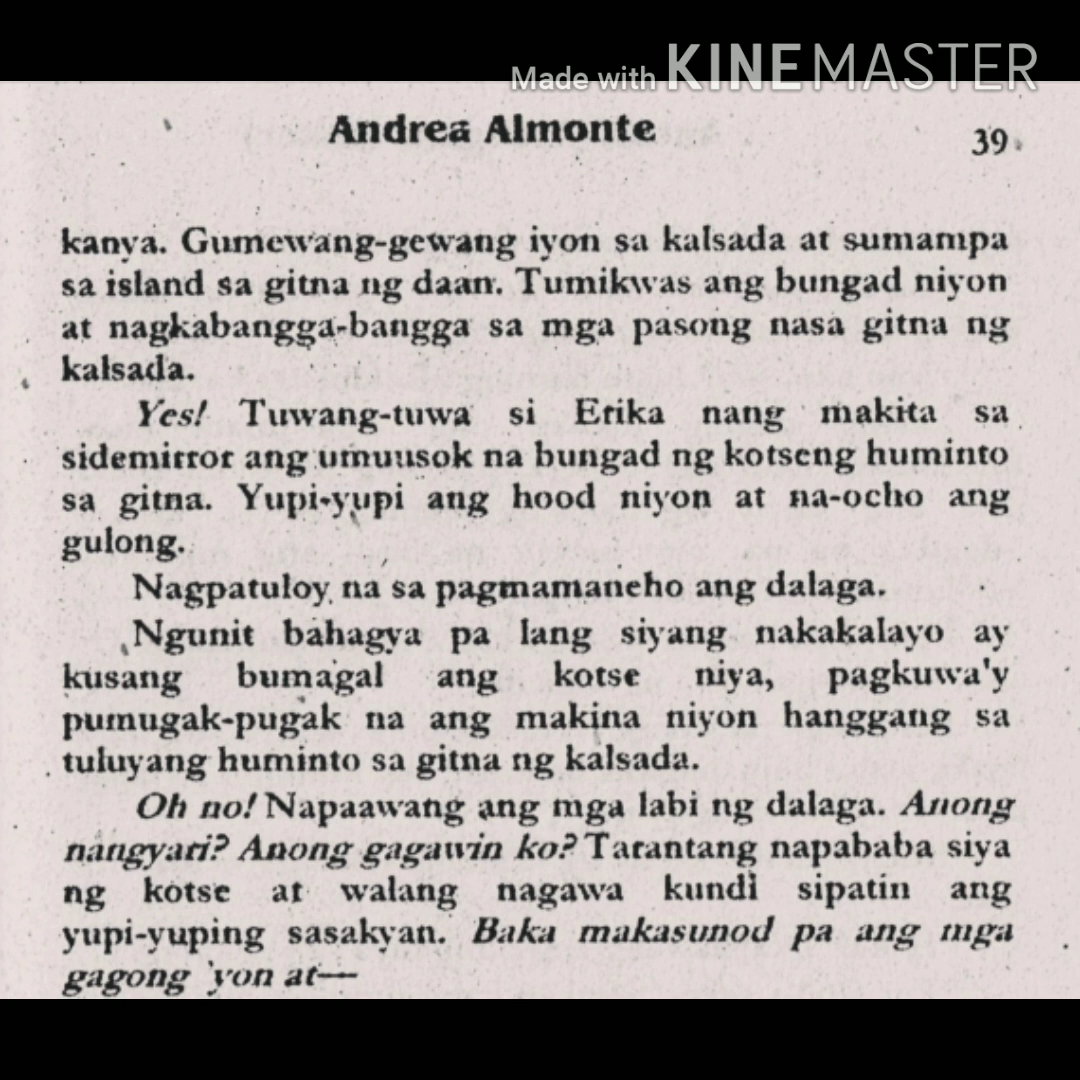 Made with KINEMASTER
Andrea Almonte
39
kanya. Gumewang-gewang iyon sa kalsada at sumampa
sa island sa gitna ng daan. Tumikwas ang bungad niyon
at nagkabangga-bangga sa mga pasong nasa gitna ng
kalsada.
Yes! Tuwang-tuwa si Erika nang makita sa
sidemirror ang umuusok na bungad ng kotseng huminto
sa gitna. Yupi-yupi ang hood niyon at na-ocho ang
gulong.
Nagpatuloy na sa pagmamaneho ang dalaga.
Ngunit bahagya pa lang siyang nakakalayo ay
kusang bumagal ang kotse niya, pagkuwa'y
pumugak-pugak na ang makina niyon hanggang sa
tuluyang huminto sa gitna ng kalsada.
Oh no! Napaawang ang mga labi ng dalaga. Anong
nangyari? Anong gagawin ko? Tarantang napababa siya
ng kotse at walang nagawa kundi sipatin ang
yupi-yuping sasakyan. Baka makasunod pa ang mga
gagong 'yon at—